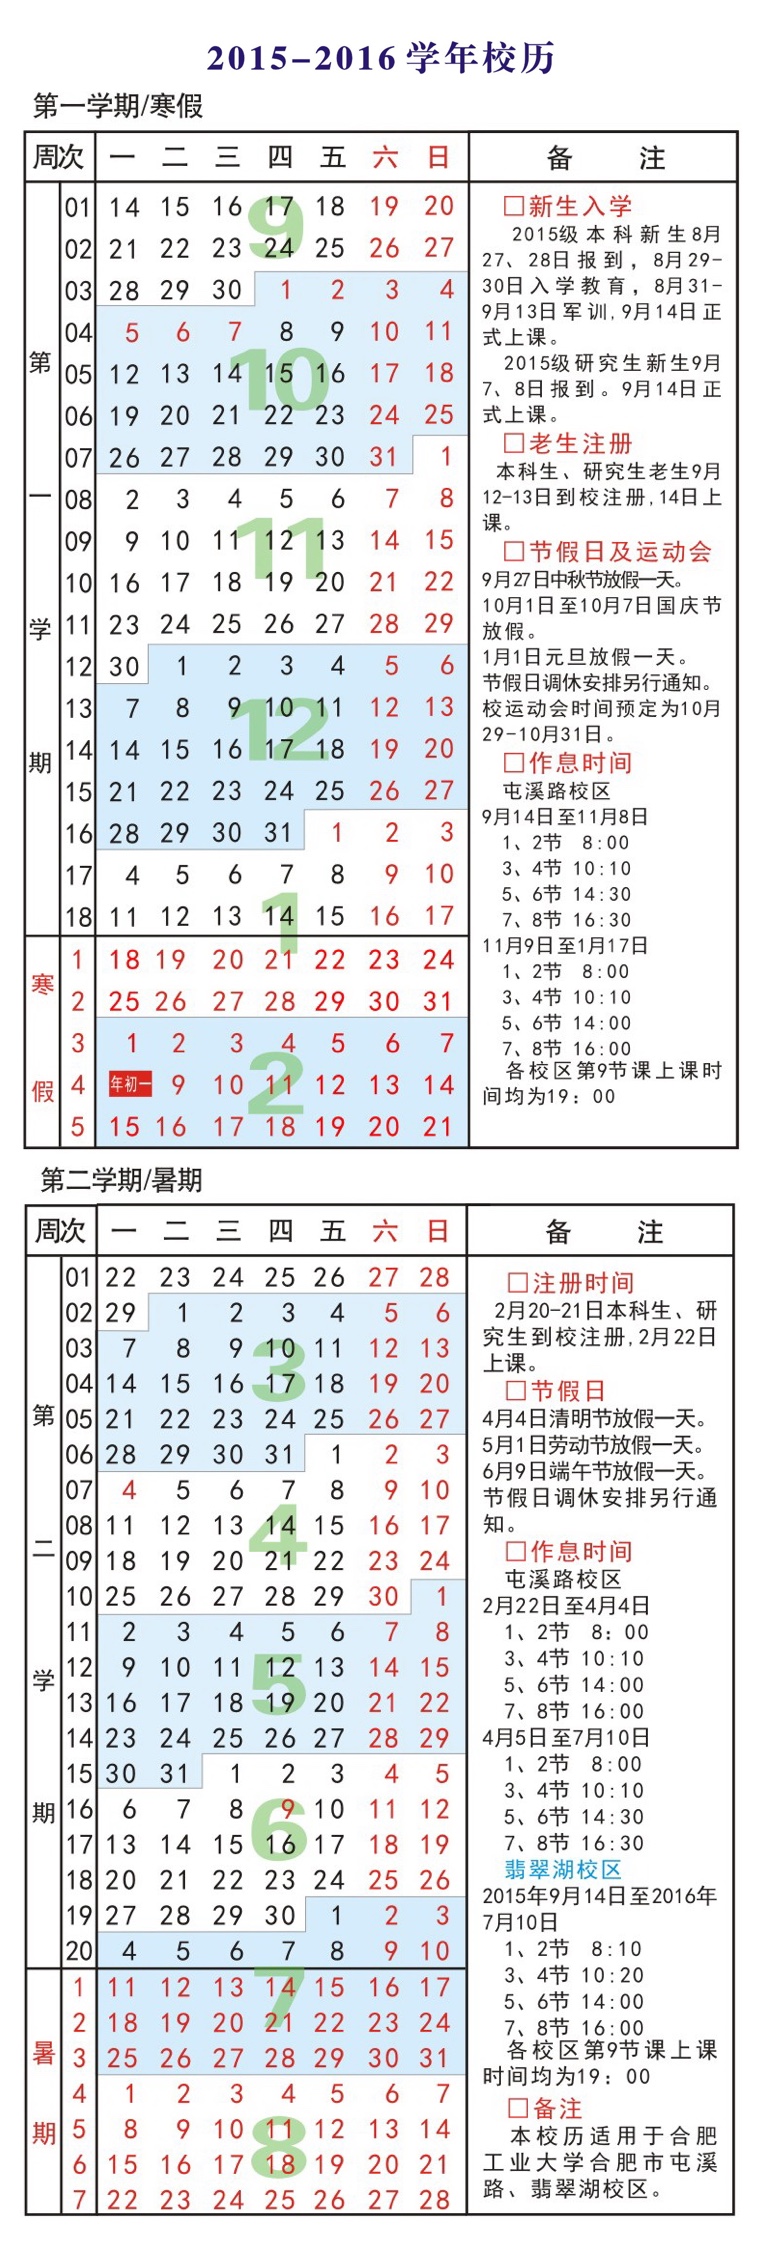 2015-2016学年校历
第一学期/寒假
周次 一 二 三 四 五 六 日 备 注
第一学期
01 14 15 16 17 18 19 20
02 21 22 23 24 25 26 27
03 28 29 30 1 2 3 4
04 5 6 7 8 9 10 11
05 12 13 14 15 16 17 18
06 19 20 21 22 23 24 25
07 26 27 28 29 30 31 1
08 2 3 4 5 6 7 8
09 9 10 11 12 13 14 15
10 16 17 18 19 20 21 22
11 23 24 25 26 27 28 29
12 30 1 2 3 4 5 6
13 7 8 9 10 11 12 13
14 14 15 16 17 18 19 20
15 21 22 23 24 25 26 27
16 28 29 30 31 1 2 3
17 4 5 6 7 8 9 10
18 11 12 13 14 15 16 17
寒假
1 18 19 20 21 22 23 24
2 25 26 27 28 29 30 31
3 1 2 3 4 5 6 7
4 年初一 9 10 11 12 13 14
5 15 16 17 18 19 20 21
9
10
11
12
1
2
□新生入学
2015级本科新生8月
27、28日报到，8月29-
30日入学教育，8月31-
9月13日军训,9月14日正
式上课。
2015级研究生新生9月
7、8日报到。9月14日正
式上课。
□老生注册
本科生、研究生老生9月
12-13日到校注册,14日上
课。
□节假日及运动会
9月27日中秋节放假一天。
10月1日至10月7日国庆节
放假。
1月1日元旦放假一天。
节假日调休安排另行通知。
校运动会时间预定为10月
29-10月31日。
□作息时间
屯溪路校区
9月14日至11月8日
1、2节 8:00
3、4节 10:10
5、6节 14:30
7、8节 16:30
11月9日至1月17日
1、2节 8:00
3、4节 10:10
5、6节 14:00
7、8节 16:00
各校区第9节课上课时
间均为19：00
第二学期/暑期
周次 一 二 三 四 五 六 日 备 注
第二学期
01 22 23 24 25 26 27 28
02 29 1 2 3 4 5 6
03 7 8 9 10 11 12 13
04 14 15 16 17 18 19 20
05 21 22 23 24 25 26 27
06 28 29 30 31 1 2 3
07 4 5 6 7 8 9 10
08 11 12 13 14 15 16 17
09 18 19 20 21 22 23 24
10 25 26 27 28 29 30 1
11 2 3 4 5 6 7 8
12 9 10 11 12 13 14 15
13 16 17 18 19 20 21 22
14 23 24 25 26 27 28 29
15 30 31 1 2 3 4 5
16 6 7 8 9 10 11 12
17 13 14 15 16 17 18 19
18 20 21 22 23 24 25 26
19 27 28 29 30 1 2 3
20 4 5 6 7 8 9 10
暑期
1 11 12 13 14 15 16 17
2 18 19 20 21 22 23 24
3 25 26 27 28 29 30 31
4 1 2 3 4 5 6 7
5 8 9 10 11 12 13 14
6 15 16 17 18 19 20 21
7 22 23 24 25 26 27 28
3
4
5
6
7
8
□注册时间
2月20-21日本科生、研
究生到校注册,2月22日
上课。
□节假日
4月4日清明节放假一天。
5月1日劳动节放假一天。
6月9日端午节放假一天。
节假日调休安排另行通
知。
□作息时间
屯溪路校区
2月22日至4月4日
1、2节 8：00
3、4节 10:10
5、6节 14:00
7、8节 16:00
4月5日至7月10日
1、2节 8:00
3、4节 10:10
5、6节 14:30
7、8节 16:30
翡翠湖校区
2015年9月14日至2016年
7月10日
1、2节 8:10
3、4节 10:20
5、6节 14:00
7、8节 16:00
各校区第9节课上课
时间均为19：00
□备注
本校历适用于合肥
工业大学合肥市屯溪
路、翡翠湖校区。